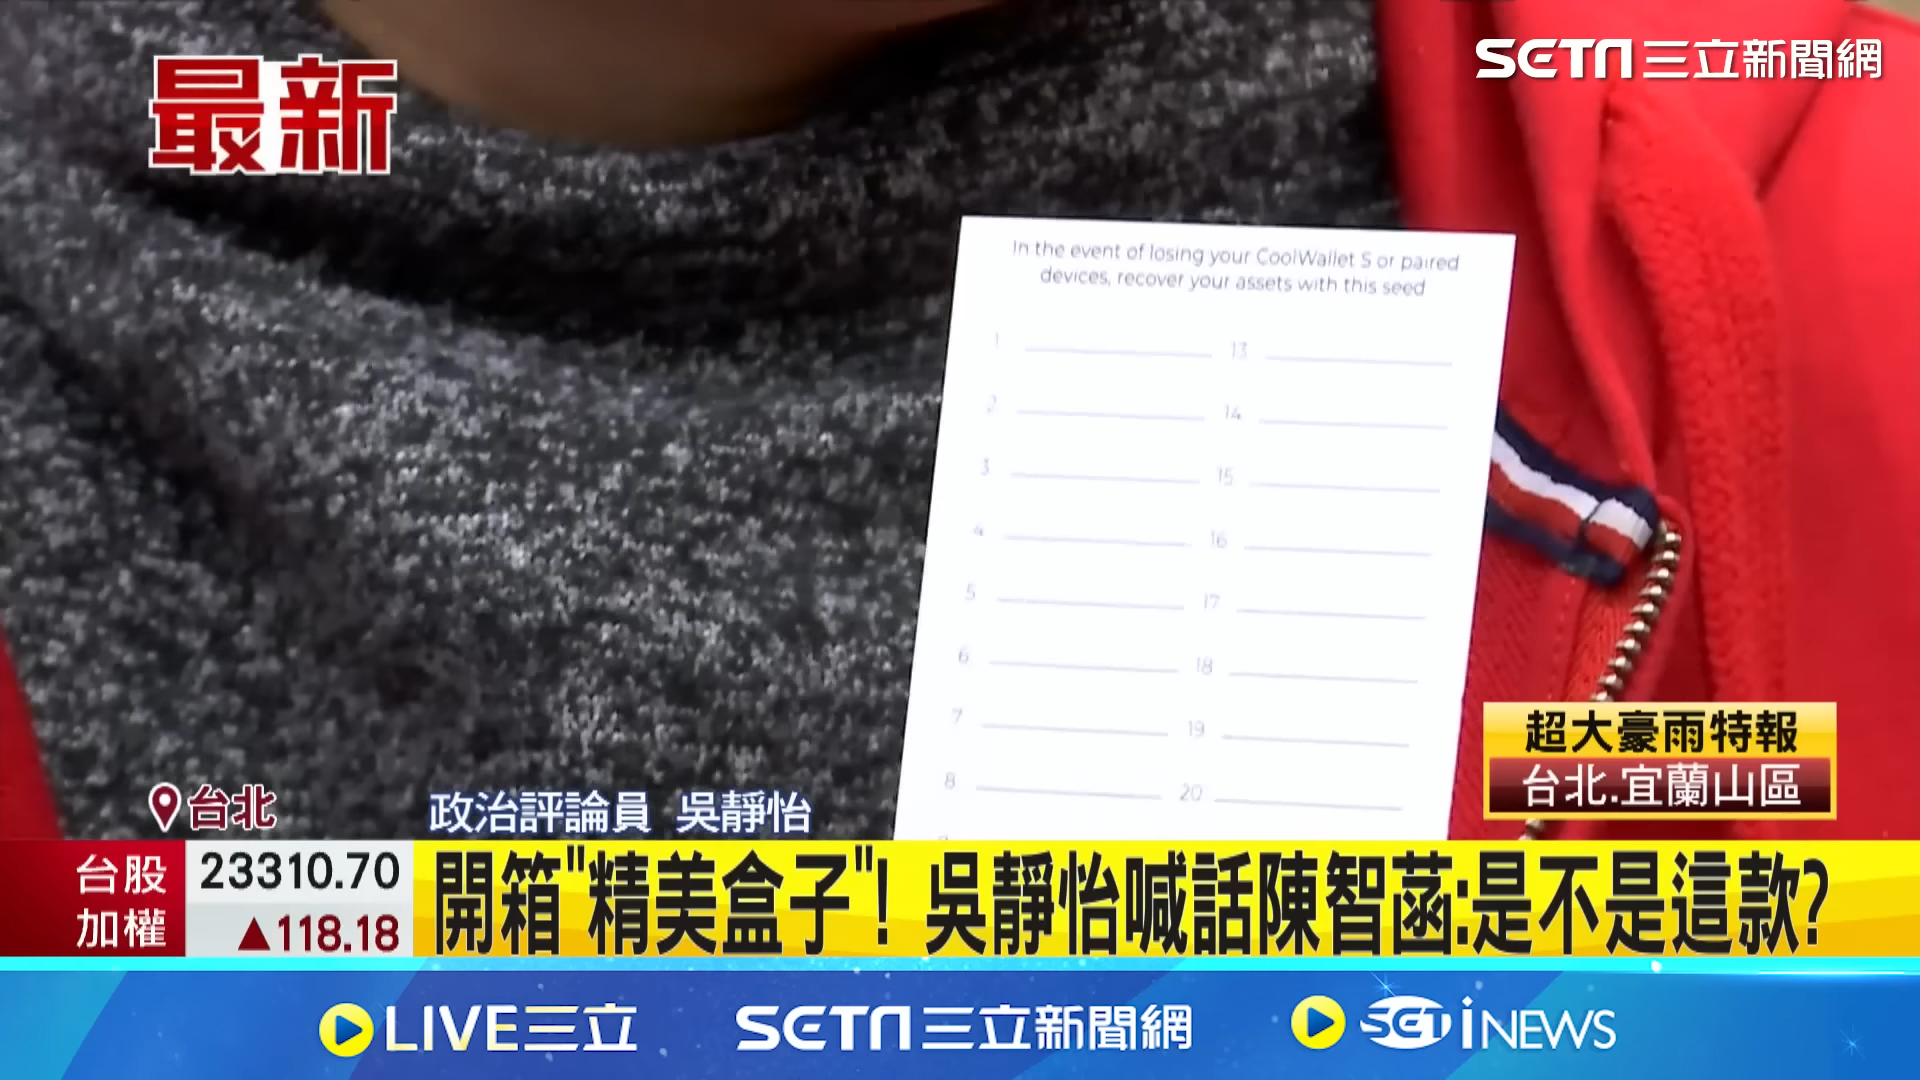 最新
SETN三立新聞網
In the event of losing your CoolWallet S or paired
devices, recover your assets with this seed
1 13
2 14
3 15
4 16
5 17
6 18
7 19
8 20
超大豪雨特報
台北.宜蘭山區
台北
政治評論員 吳靜怡
台股
加權
23310.70
▲118.18
開箱"精美盒子"! 吳靜怡喊話陳智菡:是不是這款?
LIVE三立
SETN三立新聞網
SET iNEWS